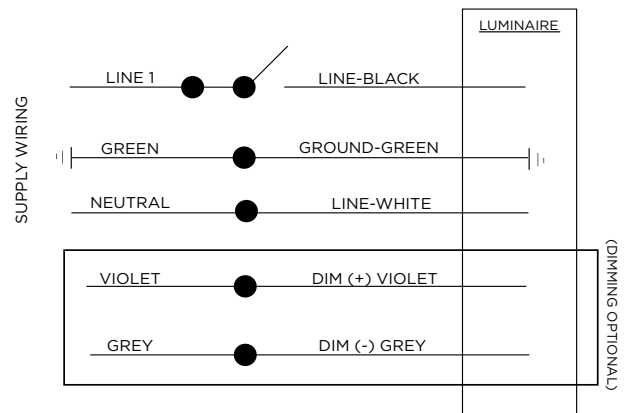 LUMINAIRE
LINE 1
LINE-BLACK
SUPPLY WIRING
GREEN
GROUND-GREEN
NEUTRAL
LINE-WHITE
VIOLET
DIM (+) VIOLET
(DIMMING OPTIONAL)
GREY
DIM (-) GREY